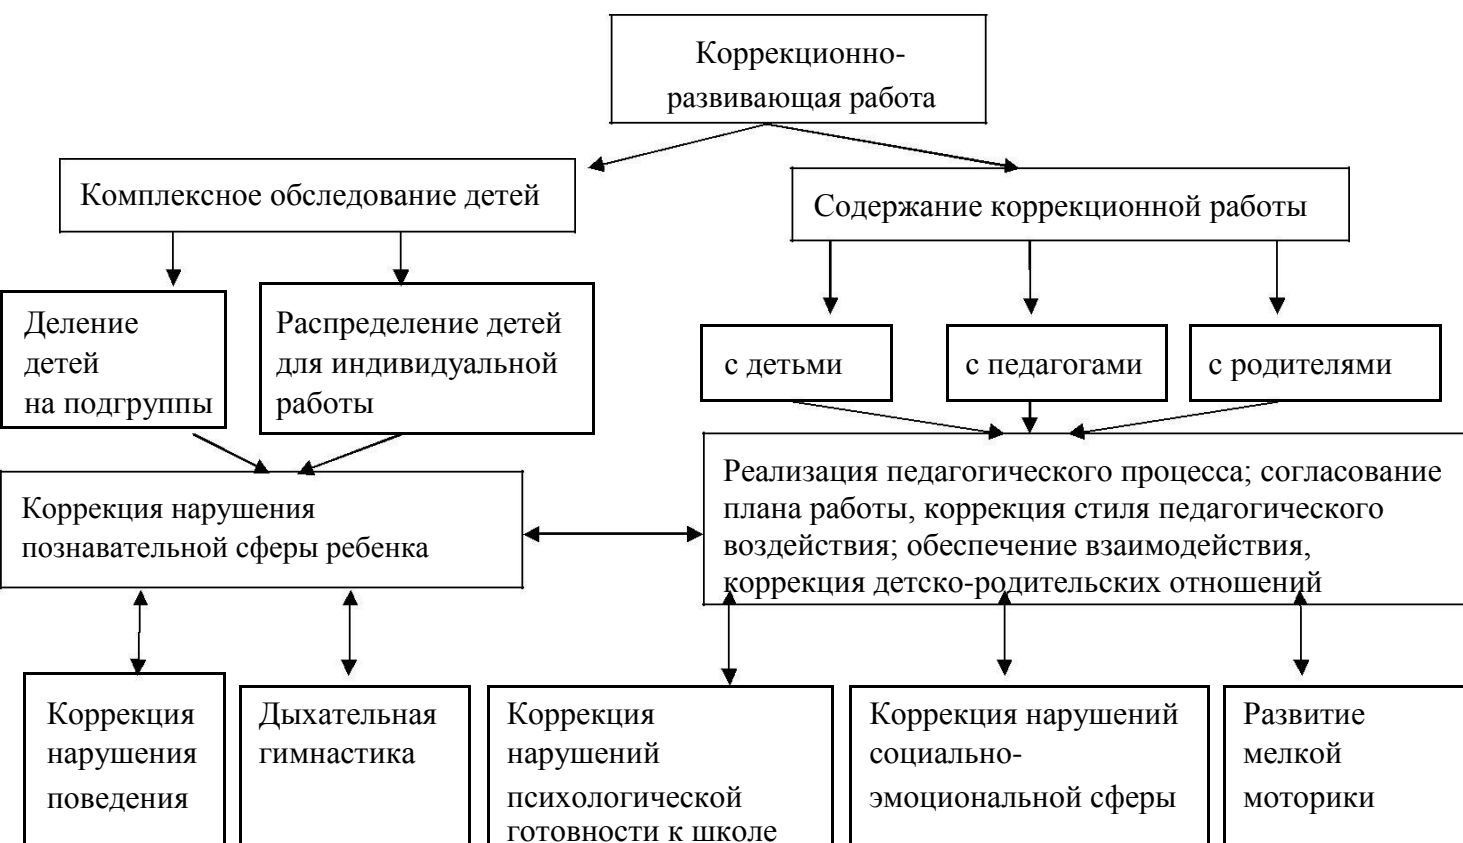 Коррекционно-
развивающая работа
Комплексное обследование детей
Содержание коррекционной работы
Деление
детей
на подгруппы
Распределение детей
для индивидуальной
работы
с детьми
с педагогами
с родителями
Коррекция нарушения
познавательной сферы ребенка
Реализация педагогического процесса; согласование
плана работы, коррекция стиля педагогического
воздействия; обеспечение взаимодействия,
коррекция детско-родительских отношений
Коррекция
нарушения
поведения
Дыхательная
гимнастика
Коррекция
нарушений
психологической
готовности к школе
Коррекция нарушений
социально-
эмоциональной сферы
Развитие
мелкой
моторики